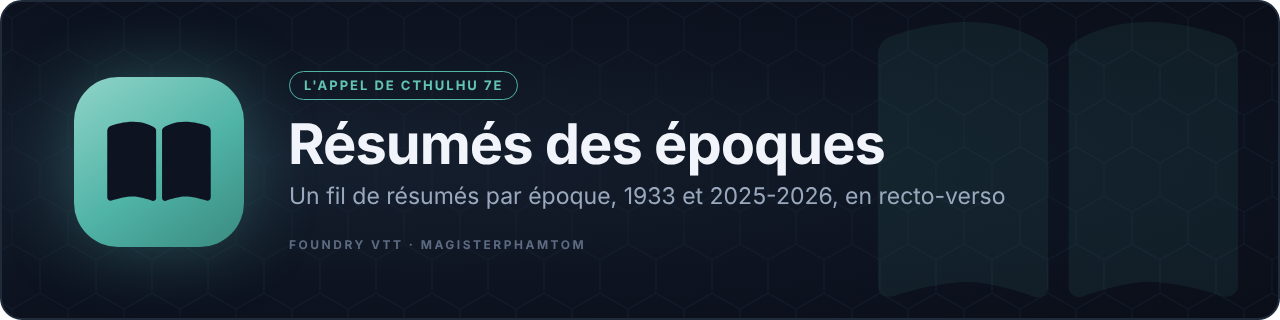 L'APPEL DE CTHULHU 7E
Résumés des époques
Un fil de résumés par époque, 1933 et 2025-2026, en recto-verso
FOUNDRY VTT · MAGISTERPHAMTOM